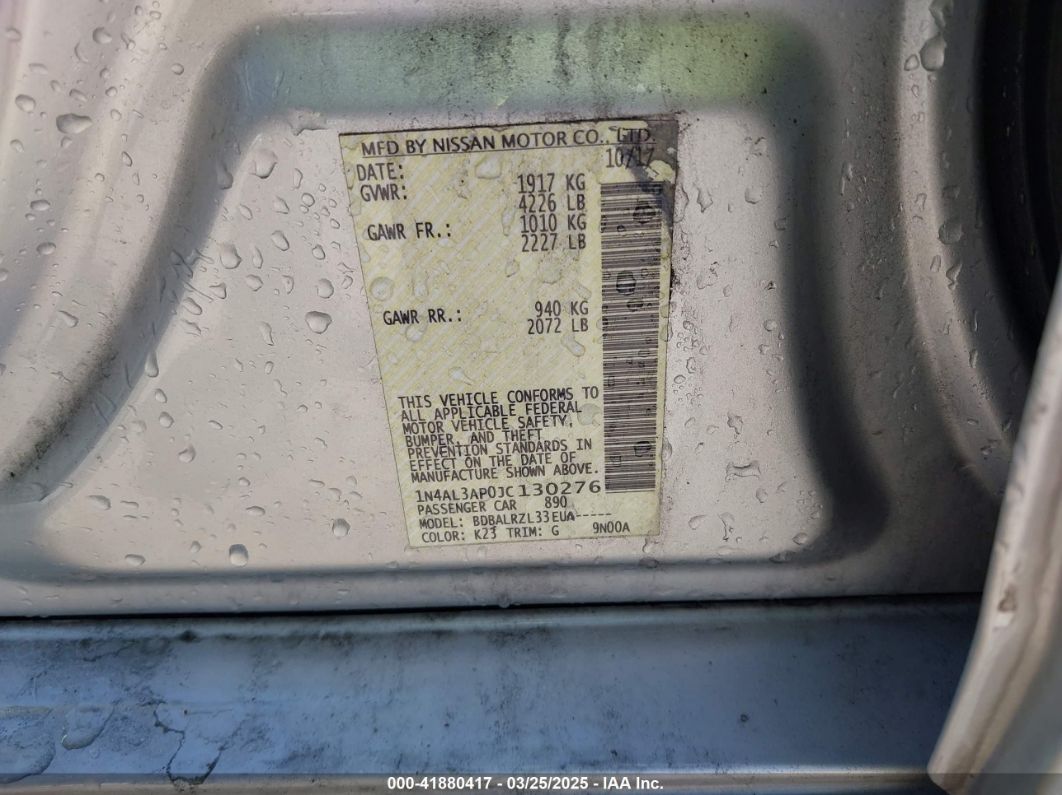 MFD BY NISSAN MOTOR CO., LTD.
DATE: 10/17
GVWR: 1917 KG
4226 LB
GAWR FR.: 1010 KG
2227 LB
GAWR RR.: 940 KG
2072 LB
THIS VEHICLE CONFORMS TO
ALL APPLICABLE FEDERAL
MOTOR VEHICLE SAFETY,
BUMPER, AND THEFT
PREVENTION STANDARDS IN
EFFECT ON THE DATE OF
MANUFACTURE SHOWN ABOVE.
1N4AL3AP0JC130276
PASSENGER CAR 890
MODEL: BDBALRZL33EUA-----
COLOR: K23 TRIM: G 9N00A
000-41880417 - 03/25/2025 - IAA Inc.